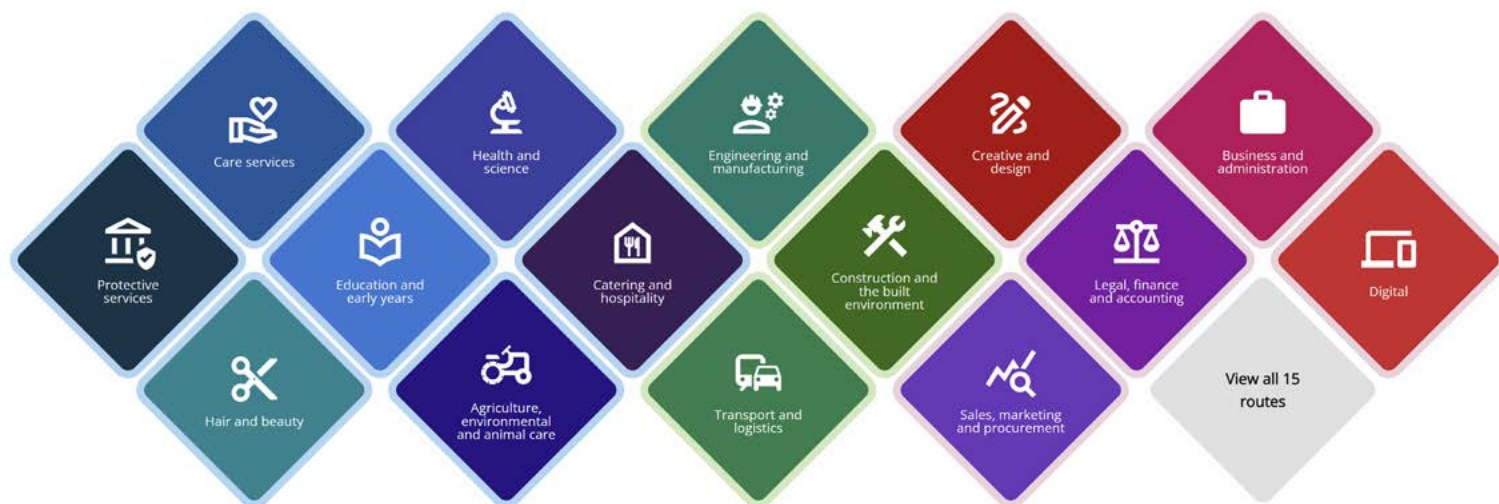 Care services
Health and
science
Engineering and
manufacturing
Creative and
design
Business and
administration
Protective
services
Education and
early years
Catering and
hospitality
Construction and
the built
environment
Legal, finance
and accounting
Digital
Hair and beauty
Agriculture,
environmental
and animal care
Transport and
logistics
Sales, marketing
and procurement
View all 15
routes